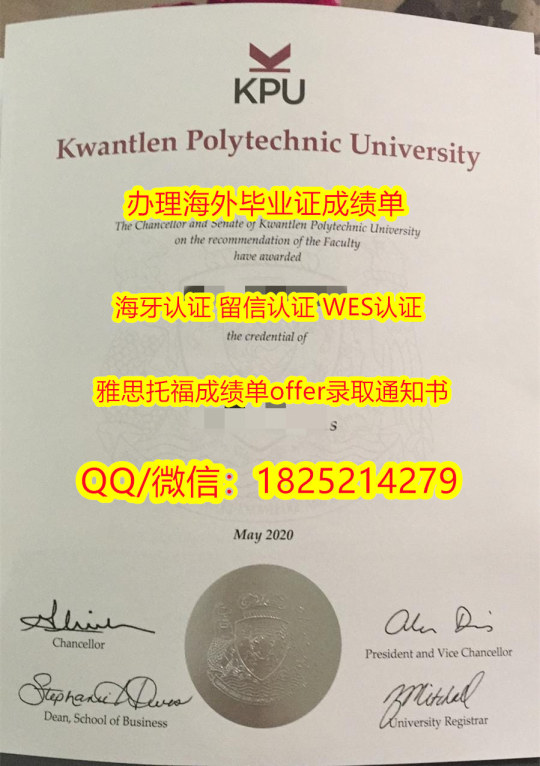 KPU
Kwantlen Polytechnic University
办理海外毕业证成绩单
The Chancellor and Senate of Kwantlen Polytechnic University
on the recommendation of the Faculty
have awarded
海牙认证 留信认证 WES认证
the credential of
雅思托福成绩单offer录取通知书
s
QQ/微信：1825214279
May 2020
Chancellor
President and Vice Chancellor
Dean, School of Business
University Registrar